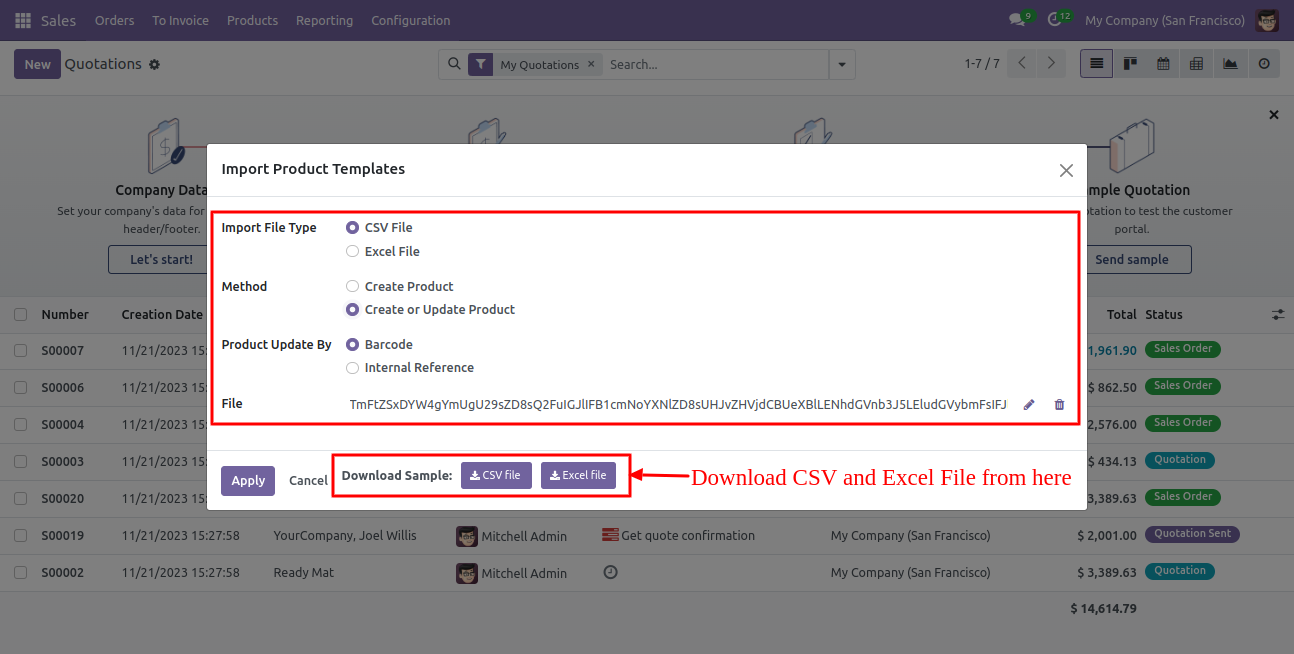 Sales Orders To Invoice Products Reporting Configuration 9 12 My Company (San Francisco)
New Quotations My Quotations × Search... 1-7 / 7
Import Product Templates
Company Data
Set your company's data for
header/footer.
Let's start!
mple Quotation
otation to test the customer
portal.
Send sample
Import File Type CSV File
Excel File
Method Create Product
Create or Update Product
Product Update By Barcode
Internal Reference
File TmFtZSxDYW4gYmUgU29sZD8sQ2FuIGJlIFB1cmNoYXNlZD8sUHJvZHVjdCBUeXBlLENhdGVnb3J5LEludGVybmFsIFJ
Apply Cancel Download Sample: CSV file Excel file Download CSV and Excel File from here
Number Creation Date Total Status
S00007 11/21/2023 15: 1,961.90 Sales Order
S00006 11/21/2023 15: $ 862.50 Sales Order
S00004 11/21/2023 15: 2,576.00 Sales Order
S00003 11/21/2023 15: $ 434.13 Quotation
S00020 11/21/2023 15: 3,389.63 Sales Order
S00019 11/21/2023 15:27:58 YourCompany, Joel Willis Mitchell Admin Get quote confirmation My Company (San Francisco) $ 2,001.00 Quotation Sent
S00002 11/21/2023 15:27:58 Ready Mat Mitchell Admin My Company (San Francisco) $ 3,389.63 Quotation
$ 14,614.79